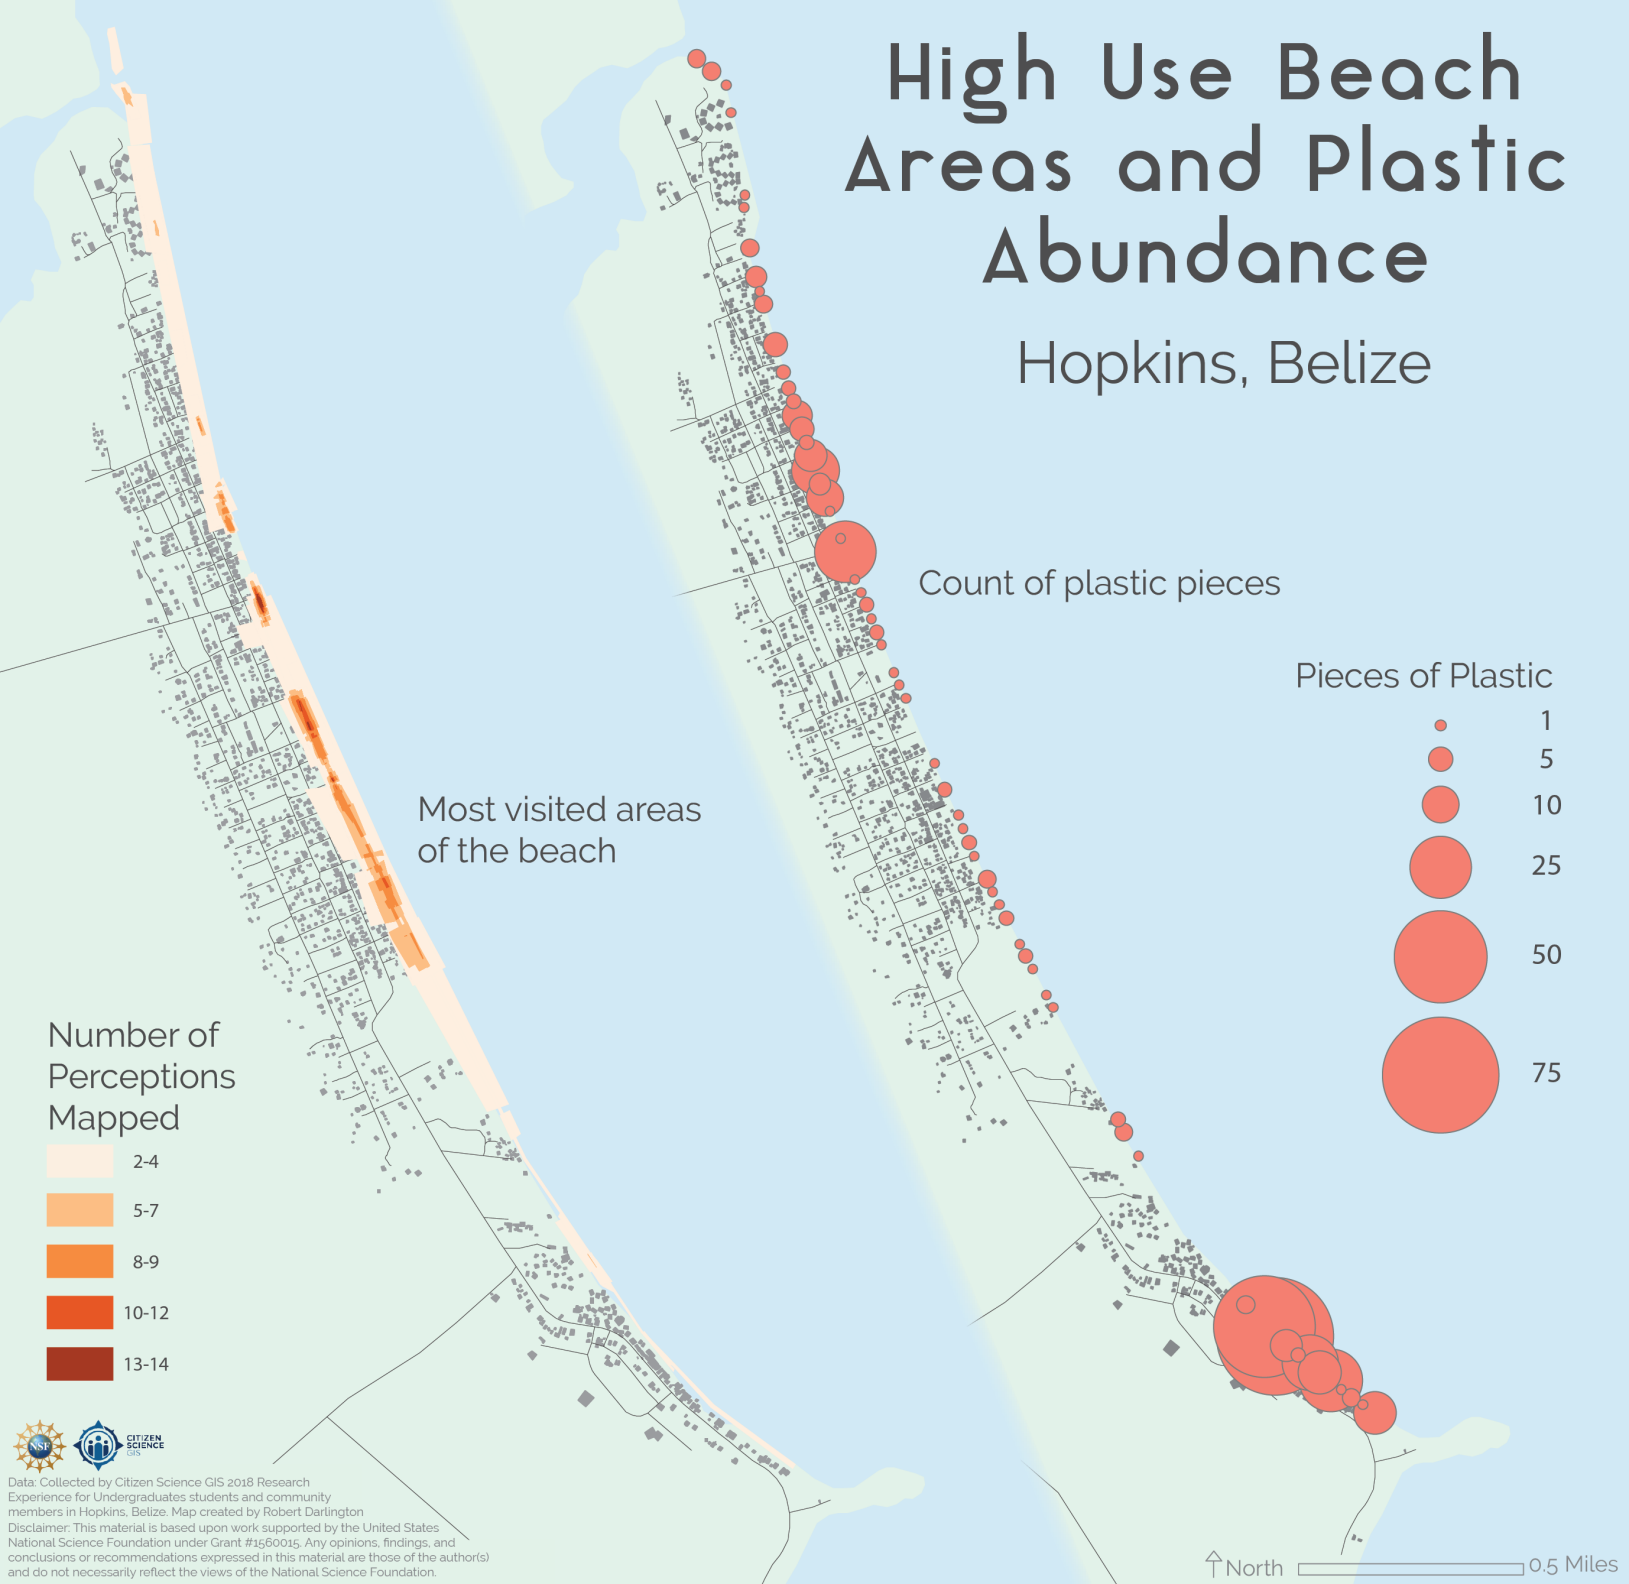 High Use Beach
Areas and Plastic
Abundance
Hopkins, Belize
Count of plastic pieces
Pieces of Plastic
1
5
10
25
50
75
Most visited areas
of the beach
Number of
Perceptions
Mapped
2-4
5-7
8-9
10-12
13-14
NSF
CITIZEN
SCIENCE
GIS
Data: Collected by Citizen Science GIS 2018 Research
Experience for Undergraduates students and community
members in Hopkins, Belize. Map created by Robert Darlington
Disclaimer: This material is based upon work supported by the United States
National Science Foundation under Grant #1560015. Any opinions, findings, and
conclusions or recommendations expressed in this material are those of the author(s)
and do not necessarily reflect the views of the National Science Foundation.
North
0.5 Miles